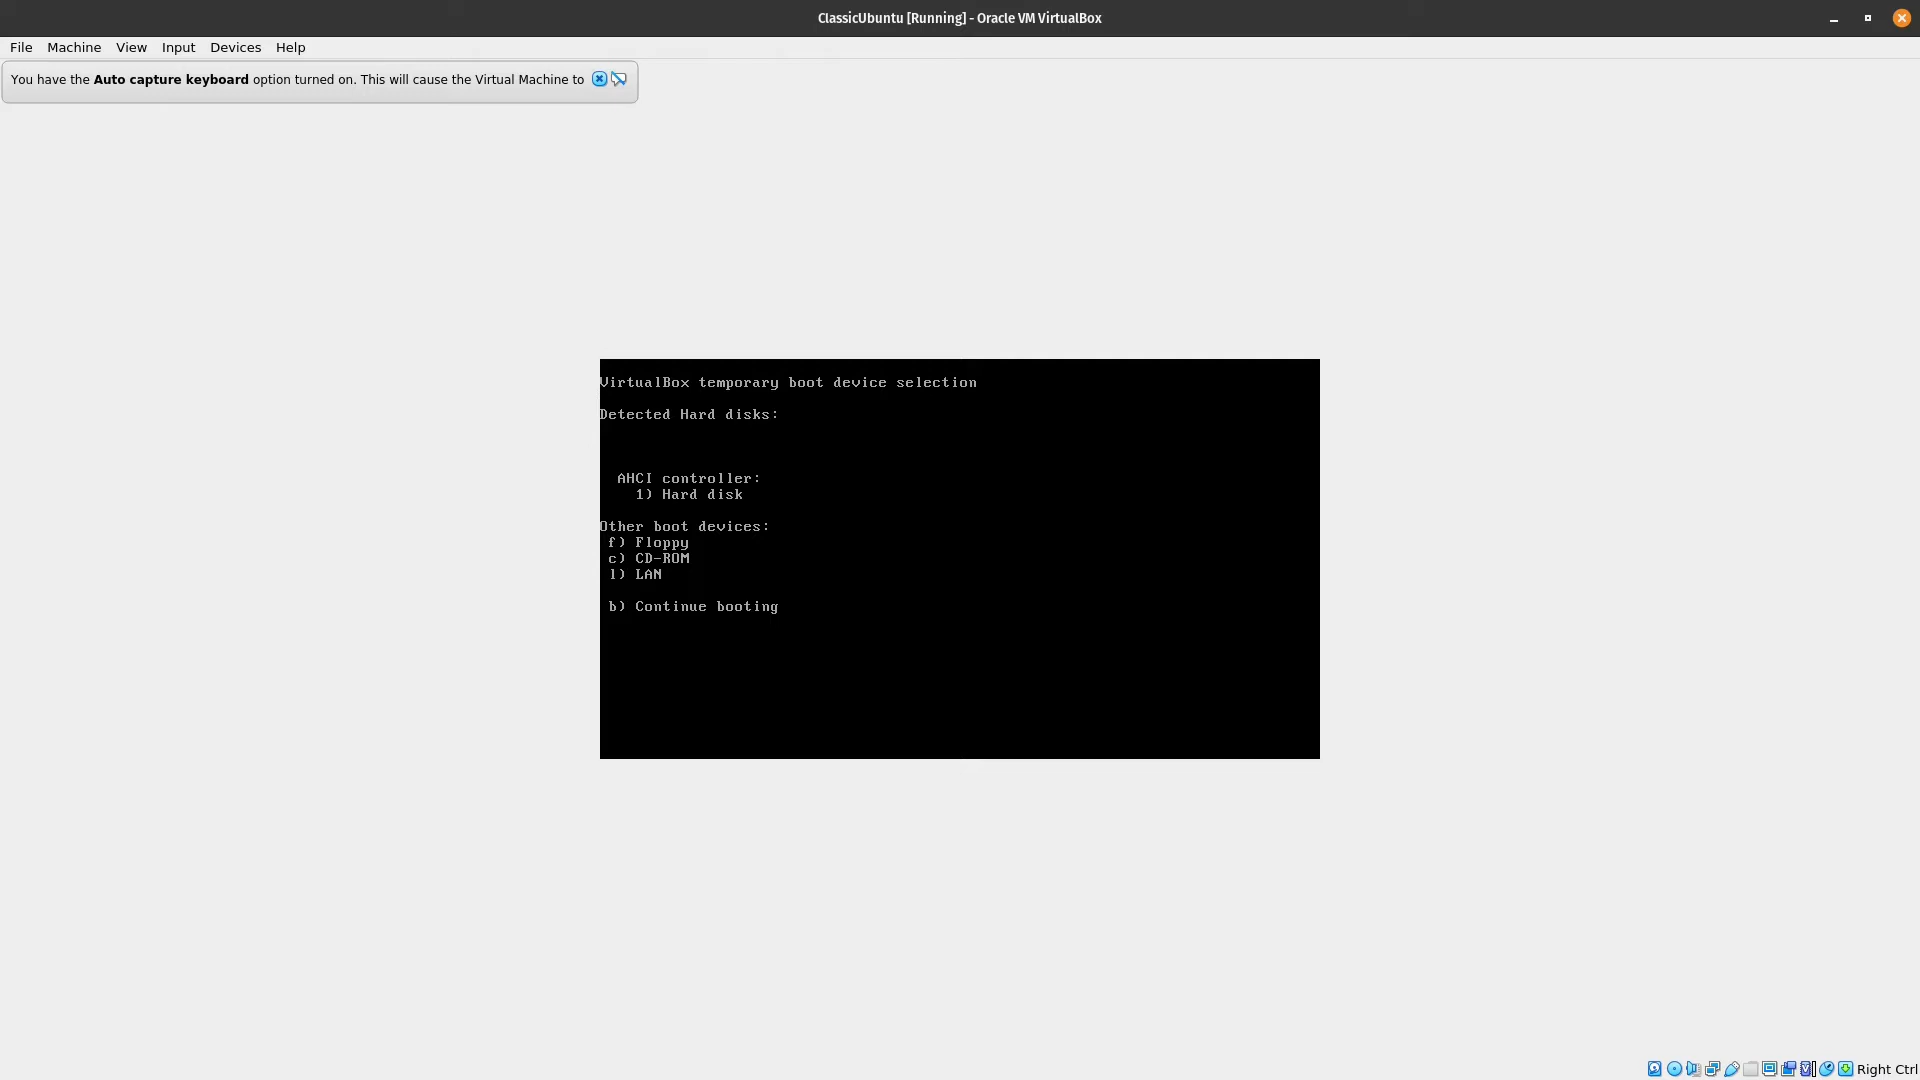 ClassicUbuntu [Running] - Oracle VM VirtualBox
File Machine View Input Devices Help
You have the Auto capture keyboard option turned on. This will cause the Virtual Machine to
VirtualBox temporary boot device selection
Detected Hard disks:
AHCI controller:
1) Hard disk
Other boot devices:
f) Floppy
c) CD-ROM
l) LAN
b) Continue booting
Right Ctrl